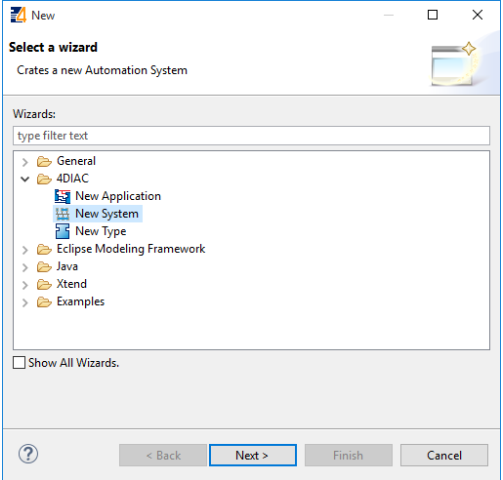 New
Select a wizard
Crates a new Automation System
Wizards:
type filter text
General
4DIAC
New Application
New System
New Type
Eclipse Modeling Framework
Java
Xtend
Examples
Show All Wizards.
? < Back Next > Finish Cancel